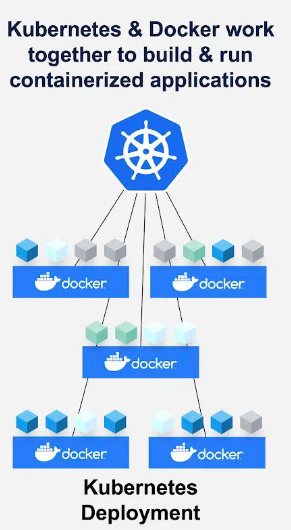 Kubernetes & Docker work
together to build & run
containerized applications
docker
docker
docker
docker
docker
Kubernetes
Deployment